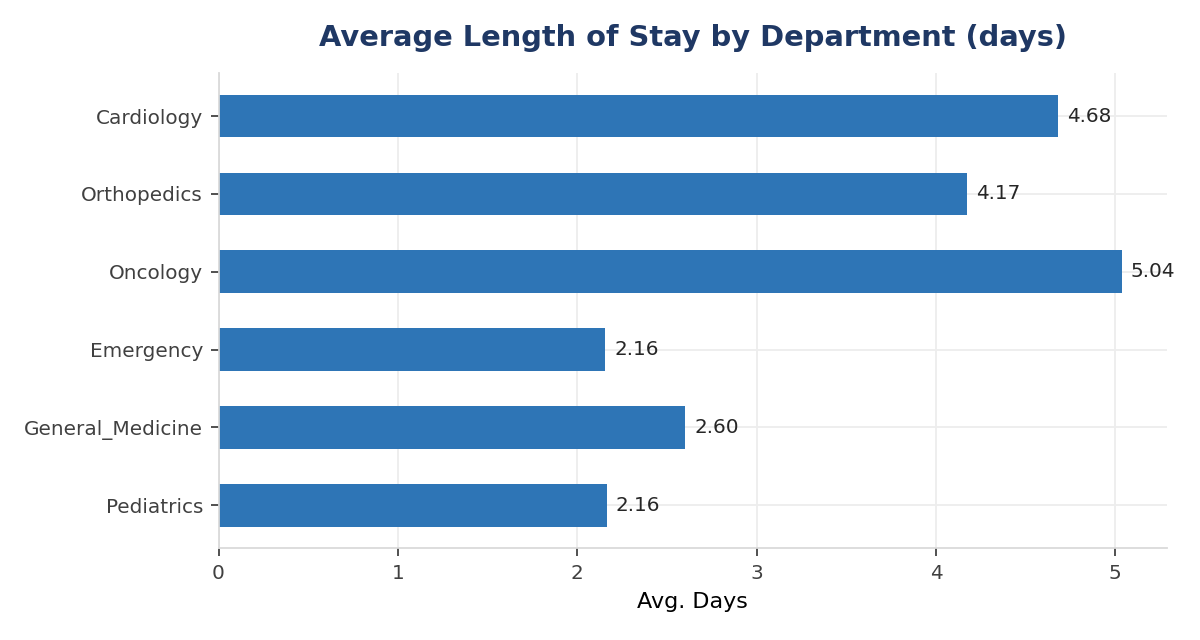 Average Length of Stay by Department (days)
Cardiology 4.68
Orthopedics 4.17
Oncology 5.04
Emergency 2.16
General_Medicine 2.60
Pediatrics 2.16
0 1 2 3 4 5
Avg. Days